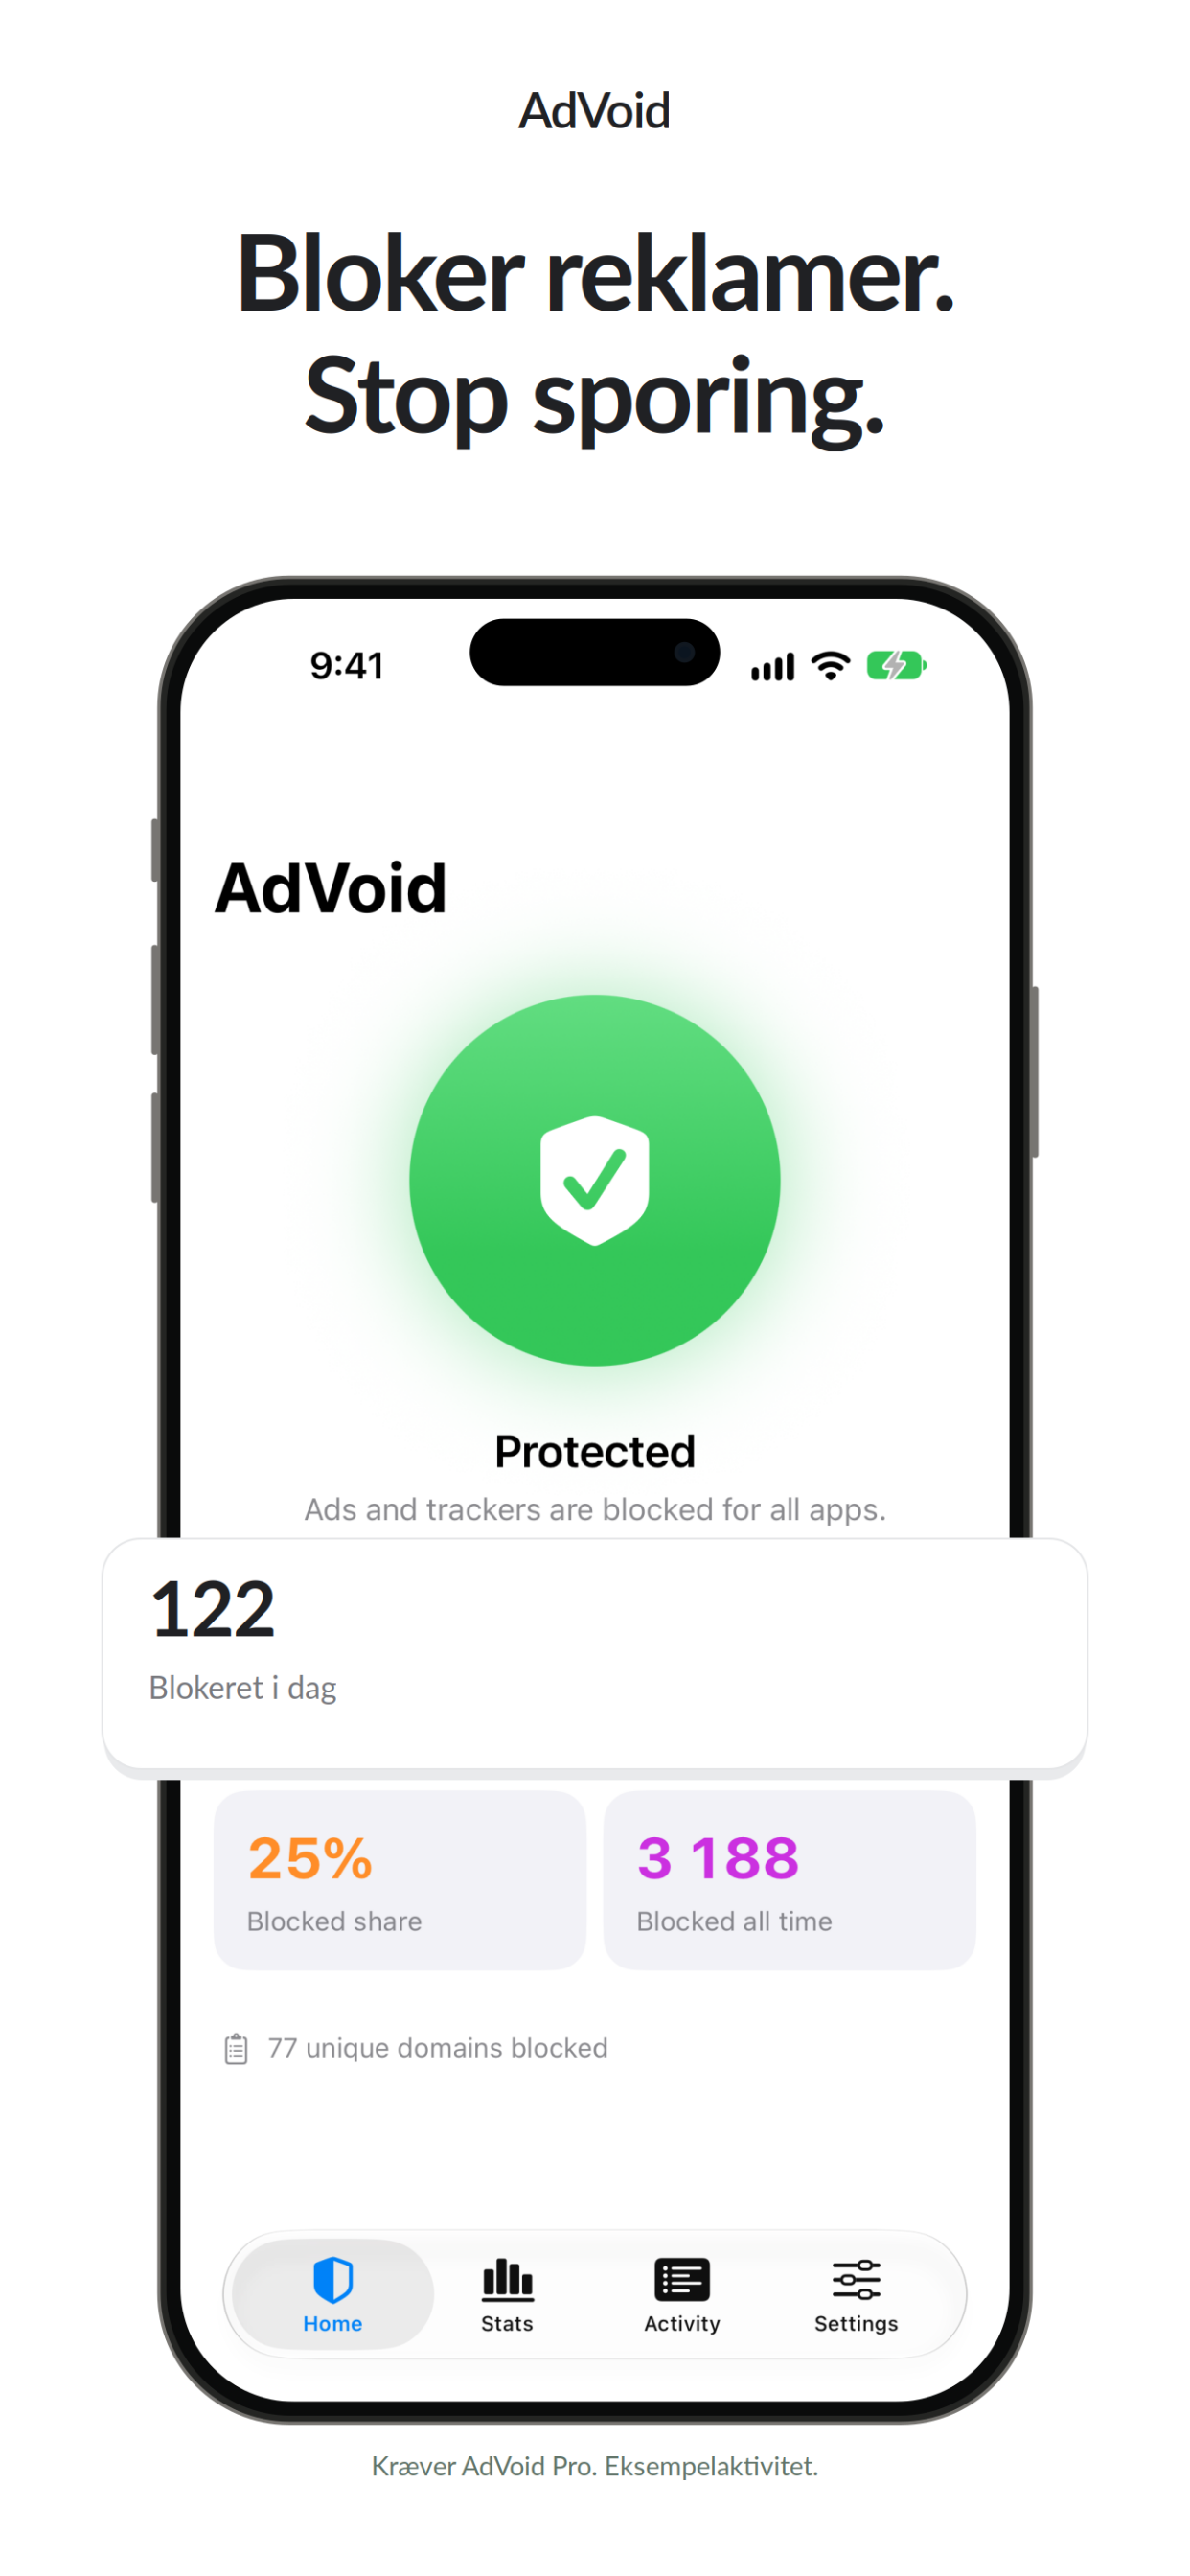 AdVoid
Bloker reklamer.
Stop sporing.
9:41
AdVoid
Protected
Ads and trackers are blocked for all apps.
122
Blokeret i dag
25%
Blocked share
3 188
Blocked all time
77 unique domains blocked
Home
Stats
Activity
Settings
Kræver AdVoid Pro. Eksempelaktivitet.